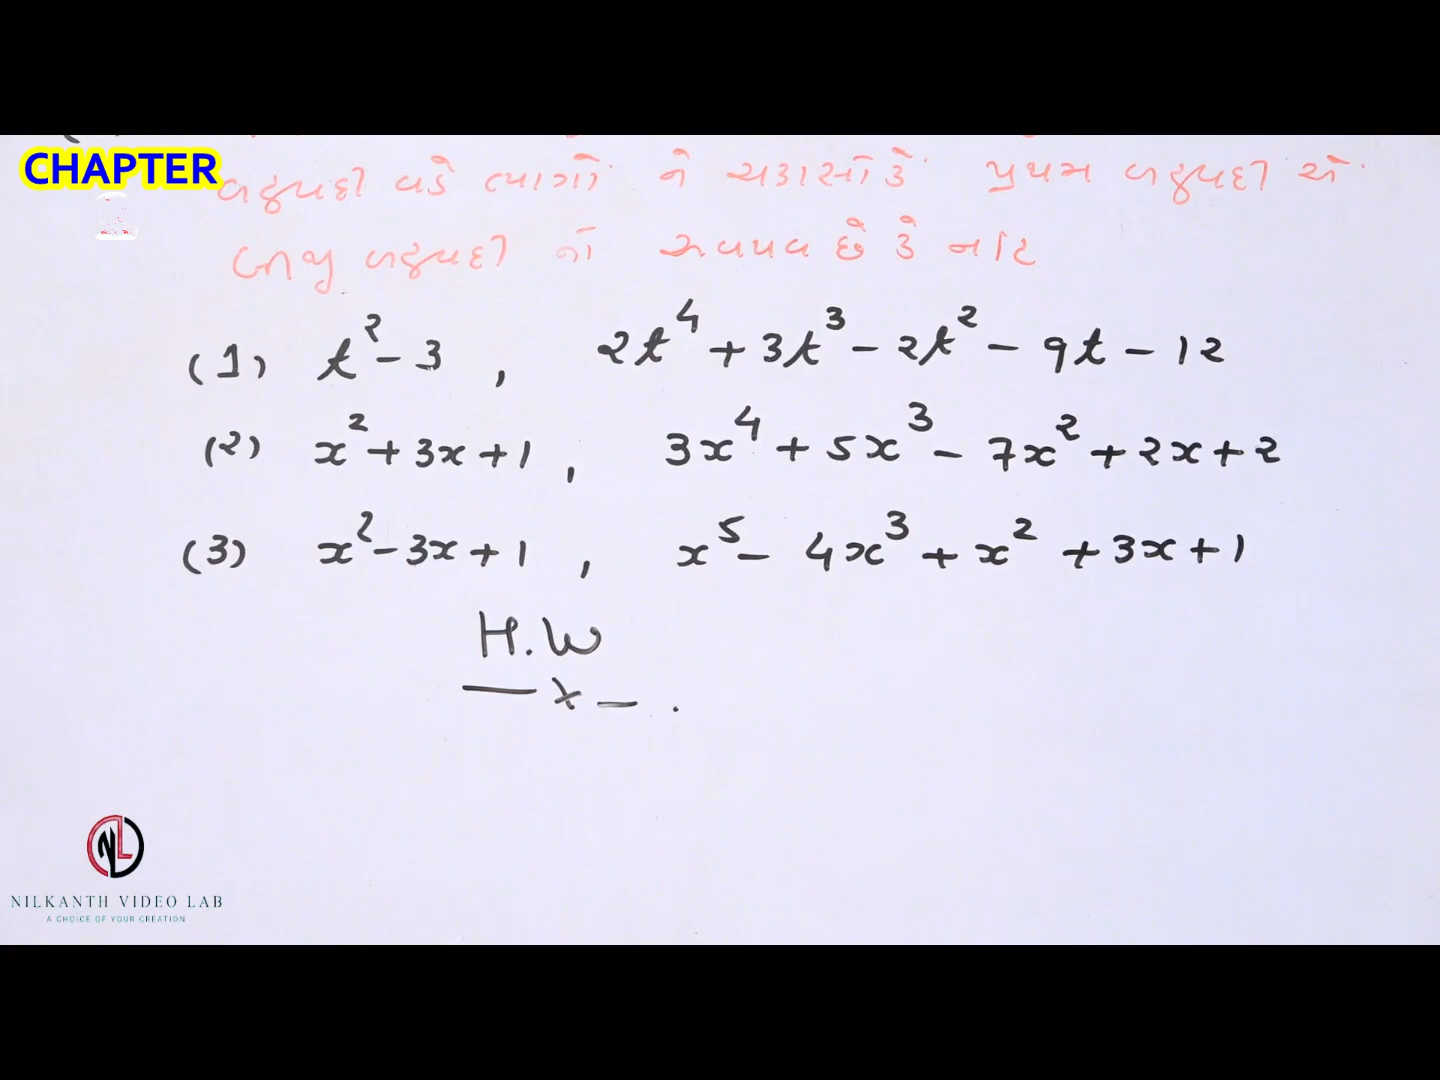 CHAPTER
બહુપદી વડે ભાગો ને ચકાસો કે પ્રથમ બહુપદી એ
બીજી બહુપદી નો અવયવ છે કે નહિ
(1) t² - 3 , 2t⁴ + 3t³ - 2t² - 9t - 12
(2) x² + 3x + 1 , 3x⁴ + 5x³ - 7x² + 2x + 2
(3) x² - 3x + 1 , x⁵ - 4x³ + x² + 3x + 1
H.W
— x — .
NL
NILKANTH VIDEO LAB
A CHOICE OF YOUR CREATION